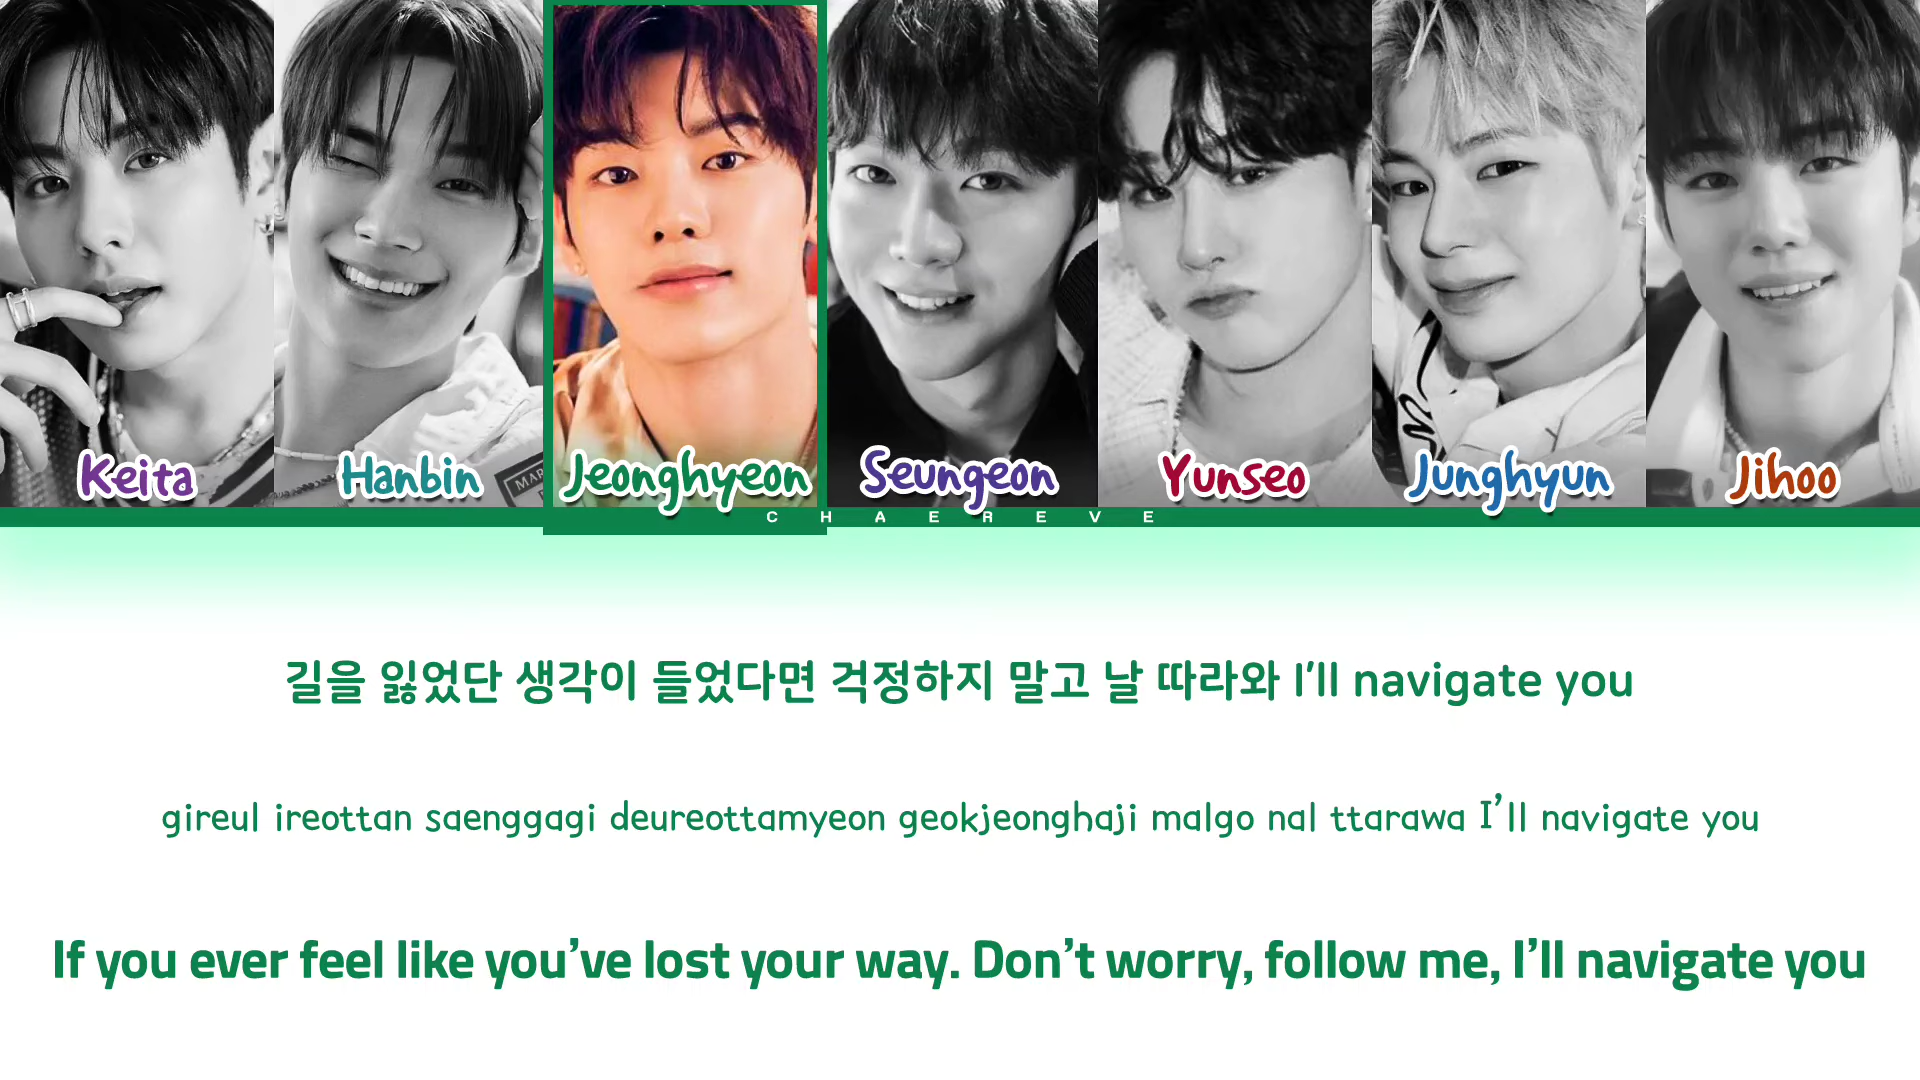 Keita
Hanbin
Jeonghyeon
Seungeon
Yunseo
Junghyun
Jihoo
CHAEREVE
길을 잃었단 생각이 들었다면 걱정하지 말고 날 따라와 I'll navigate you
gireul ireottan saenggagi deureottamyeon geokjeonghaji malgo nal ttarawa I’ll navigate you
If you ever feel like you’ve lost your way. Don’t worry, follow me, I’ll navigate you